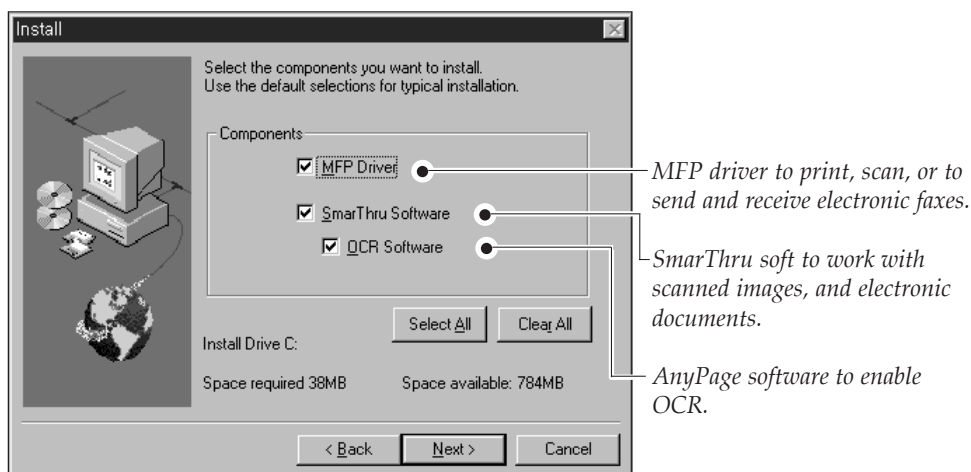 Install
Select the components you want to install.
Use the default selections for typical installation.
Components
MFP Driver
SmarThru Software
OCR Software
Select All
Clear All
Install Drive C:
Space required 38MB
Space available: 784MB
< Back
Next >
Cancel
MFP driver to print, scan, or to
send and receive electronic faxes.
SmarThru soft to work with
scanned images, and electronic
documents.
AnyPage software to enable
OCR.